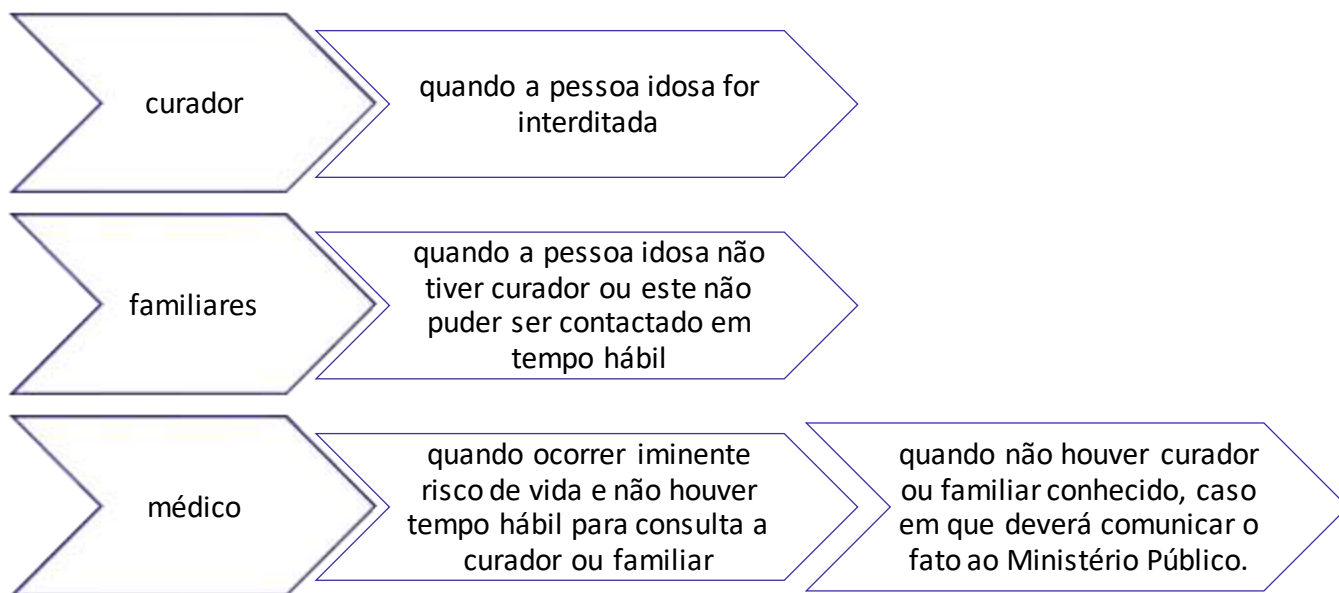 curador
quando a pessoa idosa for
interditada
familiares
quando a pessoa idosa não
tiver curador ou este não
puder ser contactado em
tempo hábil
médico
quando ocorrer iminente
risco de vida e não houver
tempo hábil para consulta a
curador ou familiar
quando não houver curador
ou familiar conhecido, caso
em que deverá comunicar o
fato ao Ministério Público.